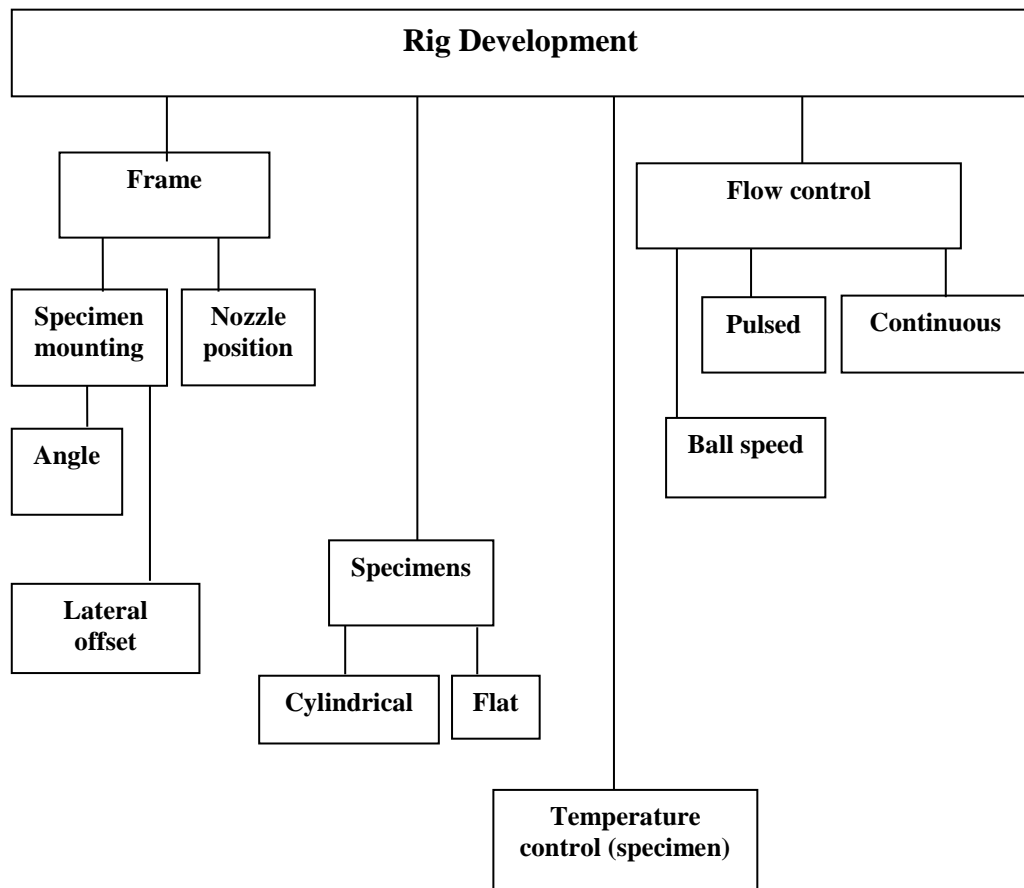 Rig Development
Frame
Flow control
Specimen
mounting
Nozzle
position
Pulsed
Continuous
Angle
Ball speed
Specimens
Lateral
offset
Cylindrical
Flat
Temperature
control (specimen)